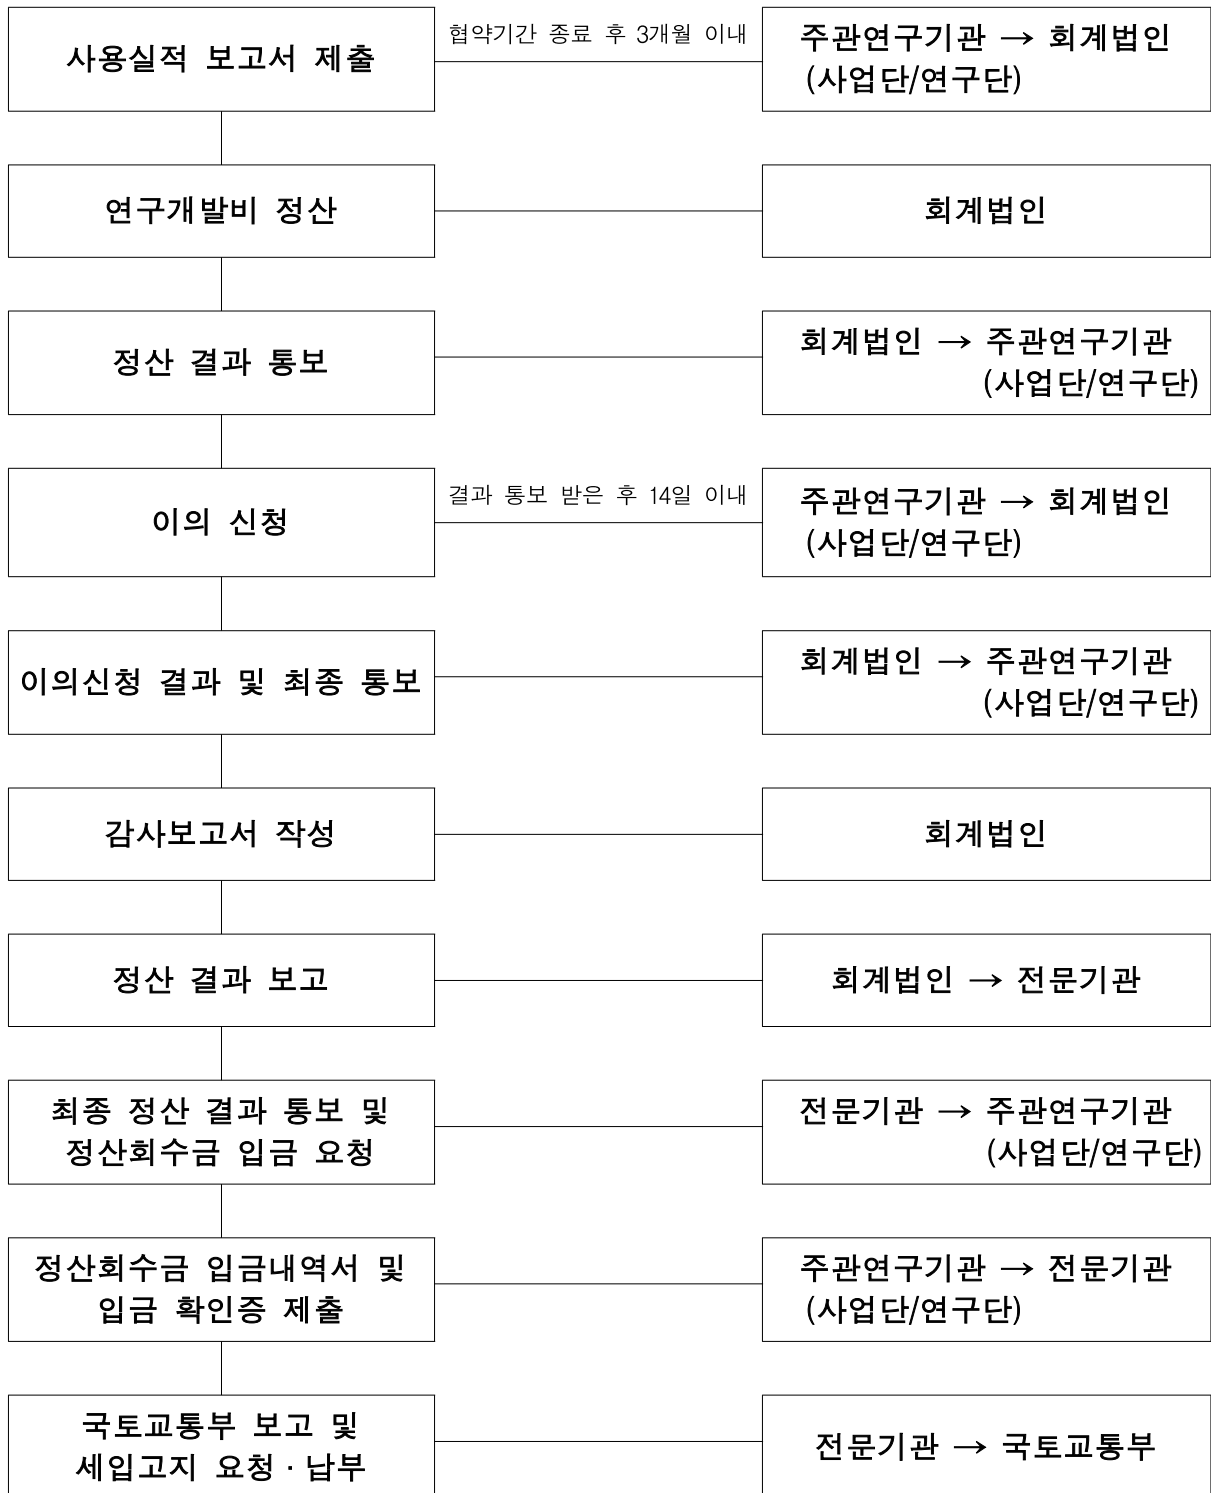 사용실적 보고서 제출
협약기간 종료 후 3개월 이내
주관연구기관 → 회계법인
(사업단/연구단)
연구개발비 정산
회계법인
정산 결과 통보
회계법인 → 주관연구기관
(사업단/연구단)
이의 신청
결과 통보 받은 후 14일 이내
주관연구기관 → 회계법인
(사업단/연구단)
이의신청 결과 및 최종 통보
회계법인 → 주관연구기관
(사업단/연구단)
감사보고서 작성
회계법인
정산 결과 보고
회계법인 → 전문기관
최종 정산 결과 통보 및
정산회수금 입금 요청
전문기관 → 주관연구기관
(사업단/연구단)
정산회수금 입금내역서 및
입금 확인증 제출
주관연구기관 → 전문기관
(사업단/연구단)
국토교통부 보고 및
세입고지 요청 · 납부
전문기관 → 국토교통부